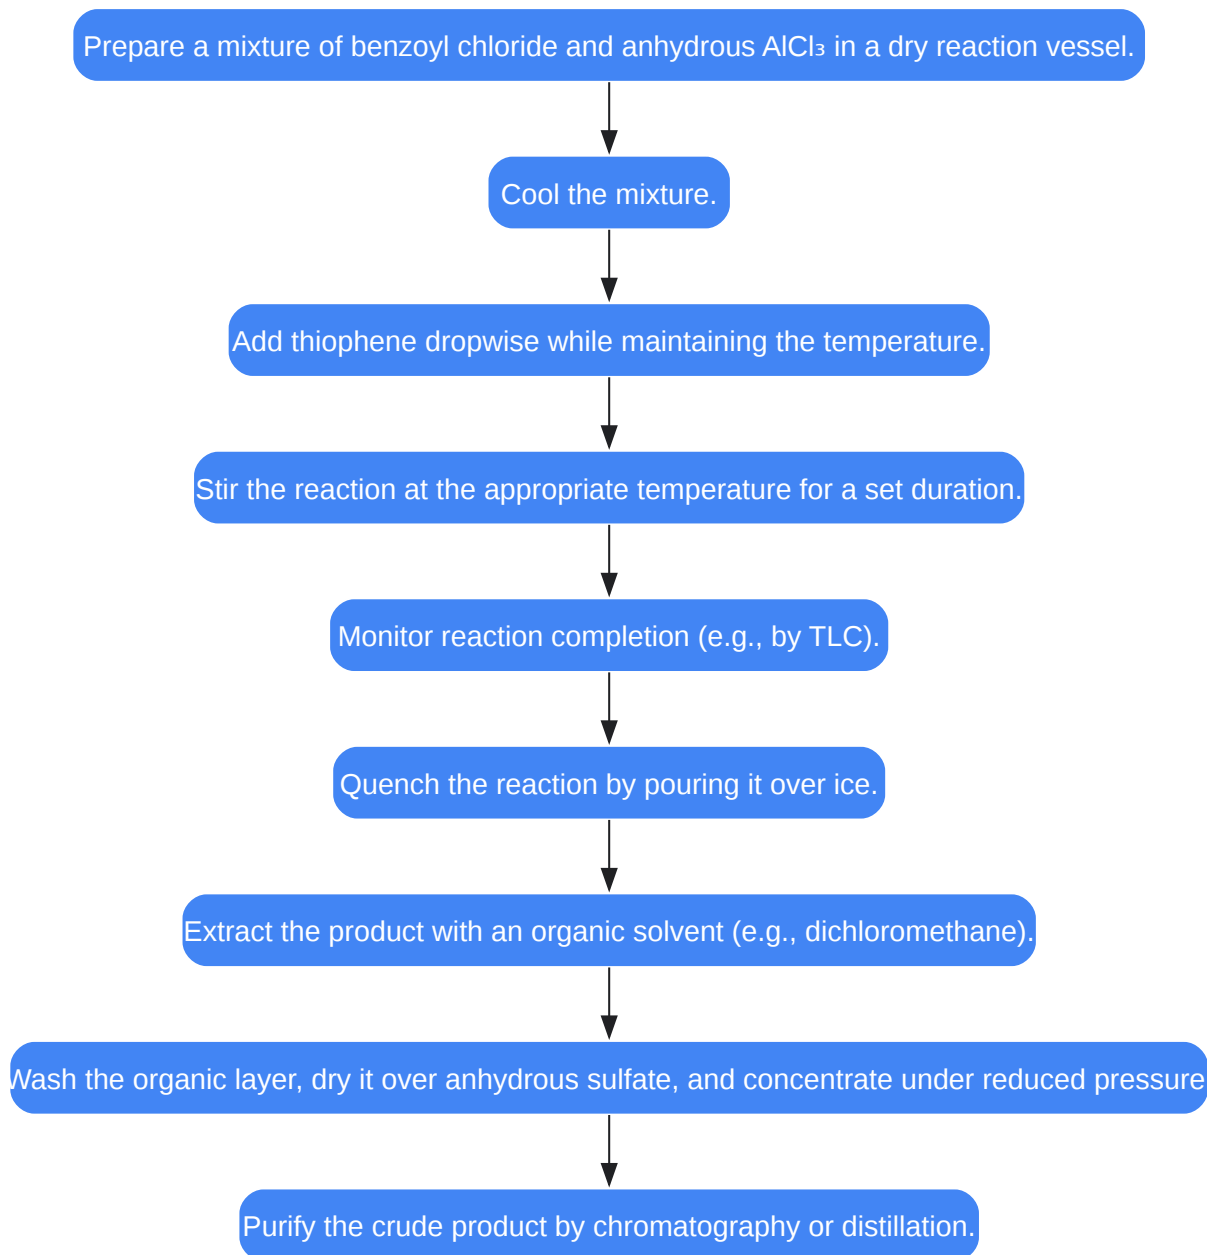 Prepare a mixture of benzoyl chloride and anhydrous AlCl₃ in a dry reaction vessel.
Cool the mixture.
Add thiophene dropwise while maintaining the temperature.
Stir the reaction at the appropriate temperature for a set duration.
Monitor reaction completion (e.g., by TLC).
Quench the reaction by pouring it over ice.
Extract the product with an organic solvent (e.g., dichloromethane).
Wash the organic layer, dry it over anhydrous sulfate, and concentrate under reduced pressure.
Purify the crude product by chromatography or distillation.